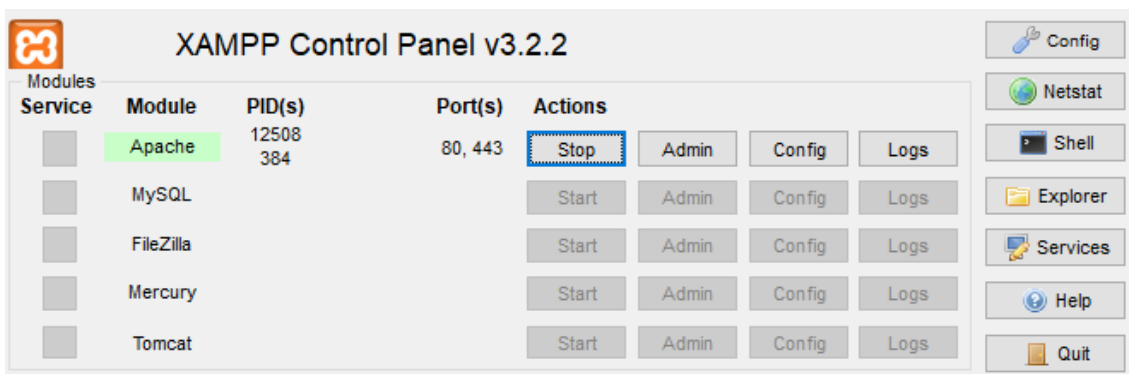 XAMPP Control Panel v3.2.2
Config
Modules
Netstat
Service Module PID(s) Port(s) Actions
Shell
Apache 12508 80, 443 Stop Admin Config Logs
384
MySQL Start Admin Config Logs
Explorer
FileZilla Start Admin Config Logs
Services
Mercury Start Admin Config Logs
Help
Tomcat Start Admin Config Logs
Quit